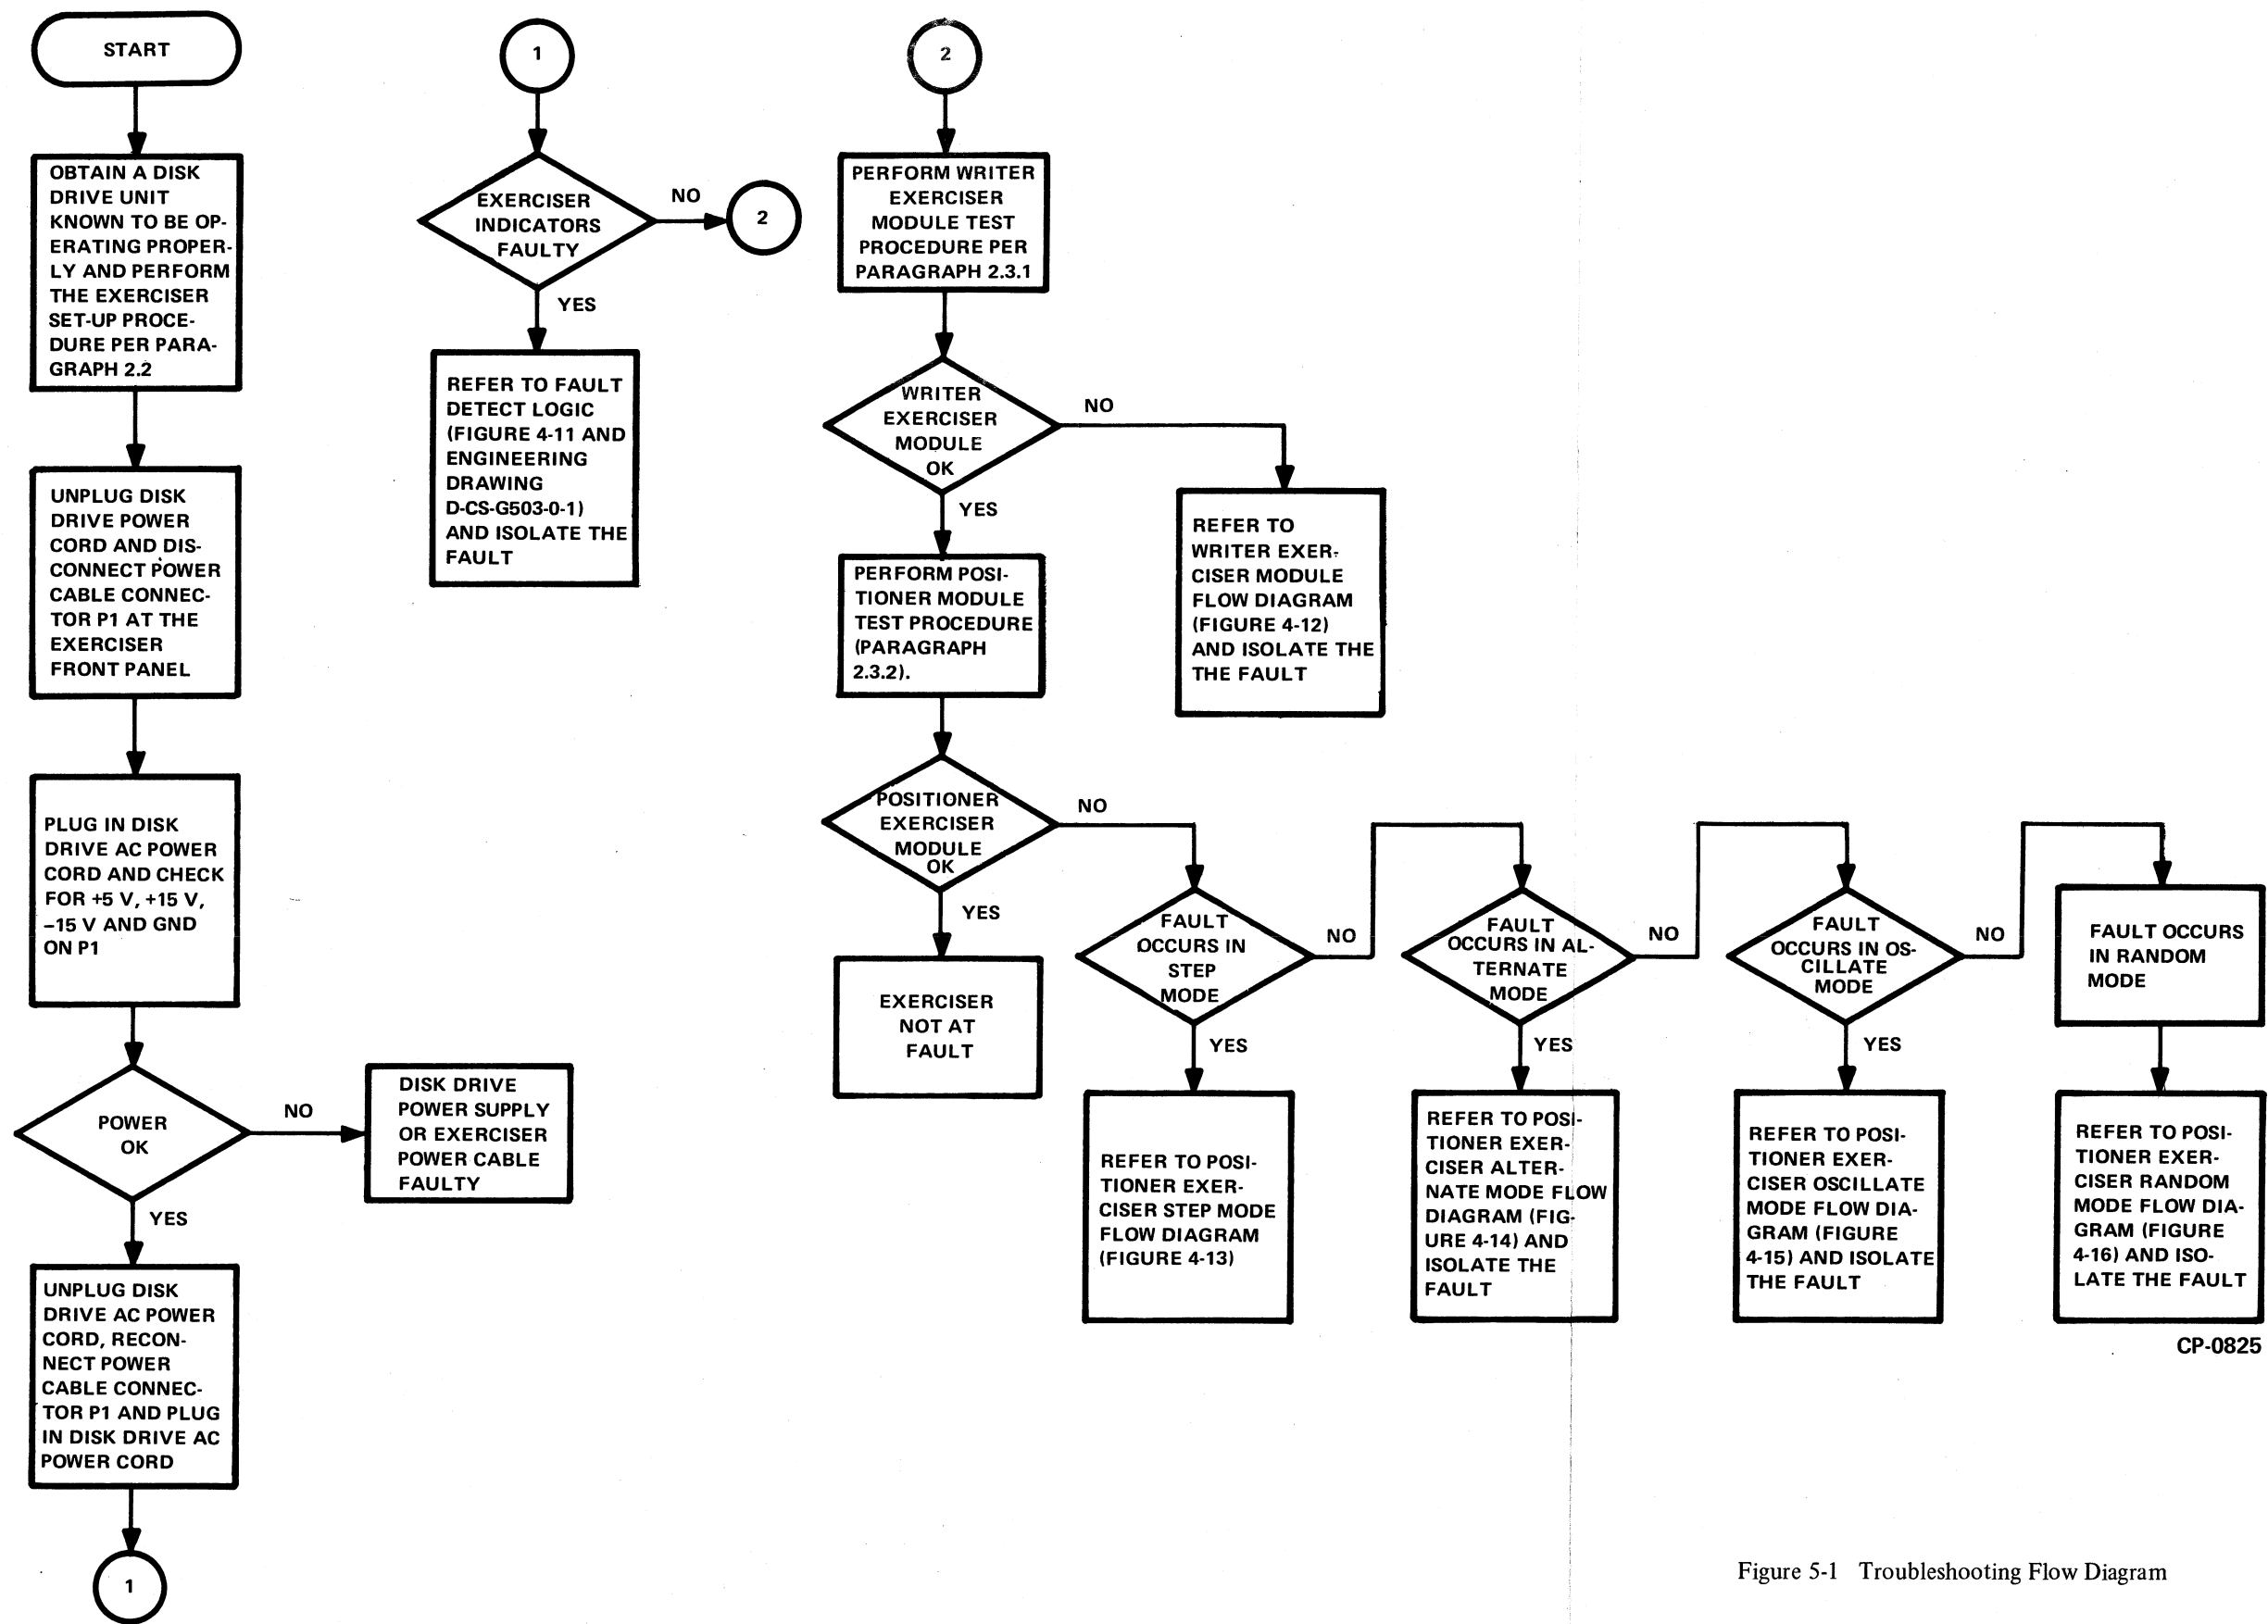 START
OBTAIN A DISK
DRIVE UNIT
KNOWN TO BE OP-
ERATING PROPER-
LY AND PERFORM
THE EXERCISER
SET-UP PROCE-
DURE PER PARA-
GRAPH 2.2
UNPLUG DISK
DRIVE POWER
CORD AND DIS-
CONNECT POWER
CABLE CONNEC-
TOR P1 AT THE
EXERCISER
FRONT PANEL
PLUG IN DISK
DRIVE AC POWER
CORD AND CHECK
FOR +5 V, +15 V,
–15 V AND GND
ON P1
POWER
OK
NO
DISK DRIVE
POWER SUPPLY
OR EXERCISER
POWER CABLE
FAULTY
YES
UNPLUG DISK
DRIVE AC POWER
CORD, RECON-
NECT POWER
CABLE CONNEC-
TOR P1 AND PLUG
IN DISK DRIVE AC
POWER CORD
1
1
EXERCISER
INDICATORS
FAULTY
NO
2
YES
REFER TO FAULT
DETECT LOGIC
(FIGURE 4-11 AND
ENGINEERING
DRAWING
D-CS-G503-0-1)
AND ISOLATE THE
FAULT
2
PERFORM WRITER
EXERCISER
MODULE TEST
PROCEDURE PER
PARAGRAPH 2.3.1
WRITER
EXERCISER
MODULE
OK
NO
REFER TO
WRITER EXER-
CISER MODULE
FLOW DIAGRAM
(FIGURE 4-12)
AND ISOLATE THE
THE FAULT
YES
PERFORM POSI-
TIONER MODULE
TEST PROCEDURE
(PARAGRAPH
2.3.2).
POSITIONER
EXERCISER
MODULE
OK
NO
YES
EXERCISER
NOT AT
FAULT
FAULT
OCCURS IN
STEP
MODE
NO
YES
REFER TO POSI-
TIONER EXER-
CISER STEP MODE
FLOW DIAGRAM
(FIGURE 4-13)
FAULT
OCCURS IN AL-
TERNATE
MODE
NO
YES
REFER TO POSI-
TIONER EXER-
CISER ALTER-
NATE MODE FLOW
DIAGRAM (FIG-
URE 4-14) AND
ISOLATE THE
FAULT
FAULT
OCCURS IN OS-
CILLATE
MODE
NO
YES
REFER TO POSI-
TIONER EXER-
CISER OSCILLATE
MODE FLOW DIA-
GRAM (FIGURE
4-15) AND ISOLATE
THE FAULT
FAULT OCCURS
IN RANDOM
MODE
REFER TO POSI-
TIONER EXER-
CISER RANDOM
MODE FLOW DIA-
GRAM (FIGURE
4-16) AND ISO-
LATE THE FAULT
CP-0825
Figure 5-1 Troubleshooting Flow Diagram